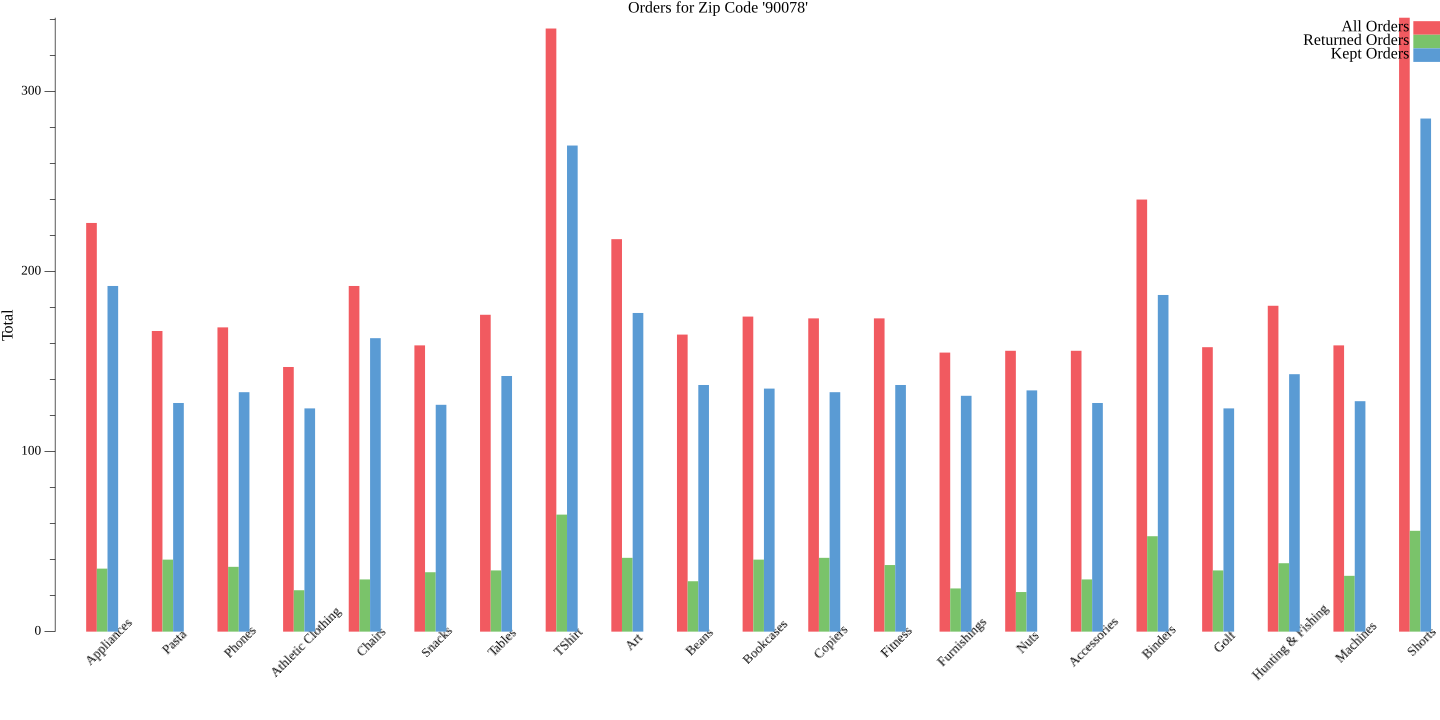 Orders for Zip Code '90078'
All Orders
Returned Orders
Kept Orders
Total
300
200
100
0
Appliances
Pasta
Phones
Athletic Clothing
Chairs
Snacks
Tables
TShirt
Art
Beans
Bookcases
Copiers
Fitness
Furnishings
Nuts
Accessories
Binders
Golf
Hunting & Fishing
Machines
Shorts